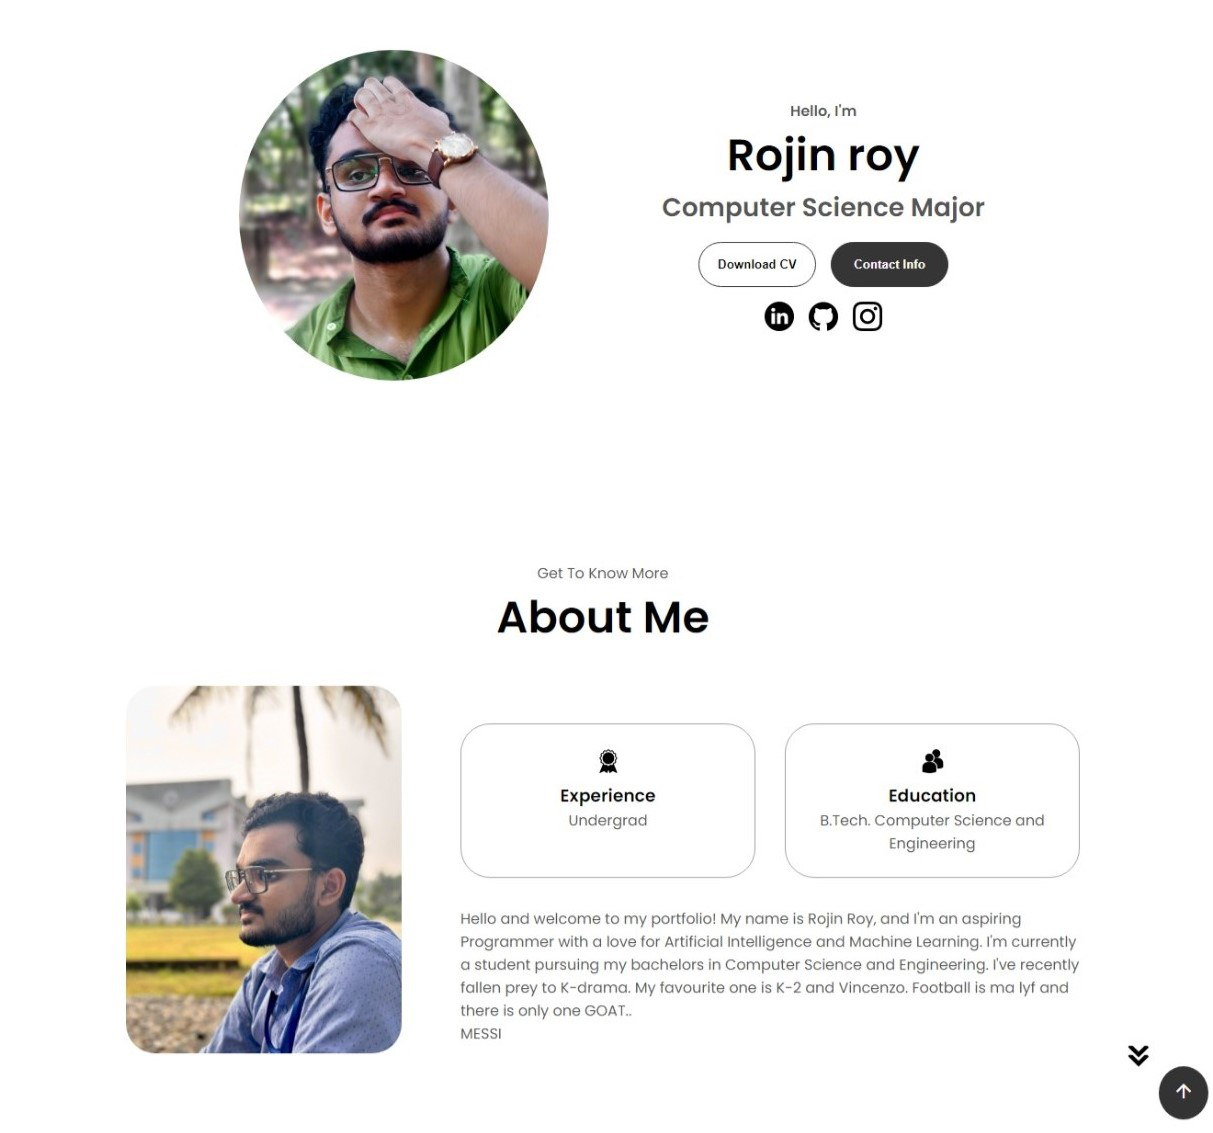 Hello, I'm
Rojin roy
Computer Science Major
Download CV
Contact Info
in
Get To Know More
About Me
Experience
Undergrad
Education
B.Tech. Computer Science and
Engineering
Hello and welcome to my portfolio! My name is Rojin Roy, and I'm an aspiring
Programmer with a love for Artificial Intelligence and Machine Learning. I'm currently
a student pursuing my bachelors in Computer Science and Engineering. I've recently
fallen prey to K-drama. My favourite one is K-2 and Vincenzo. Football is ma lyf and
there is only one GOAT..
MESSI